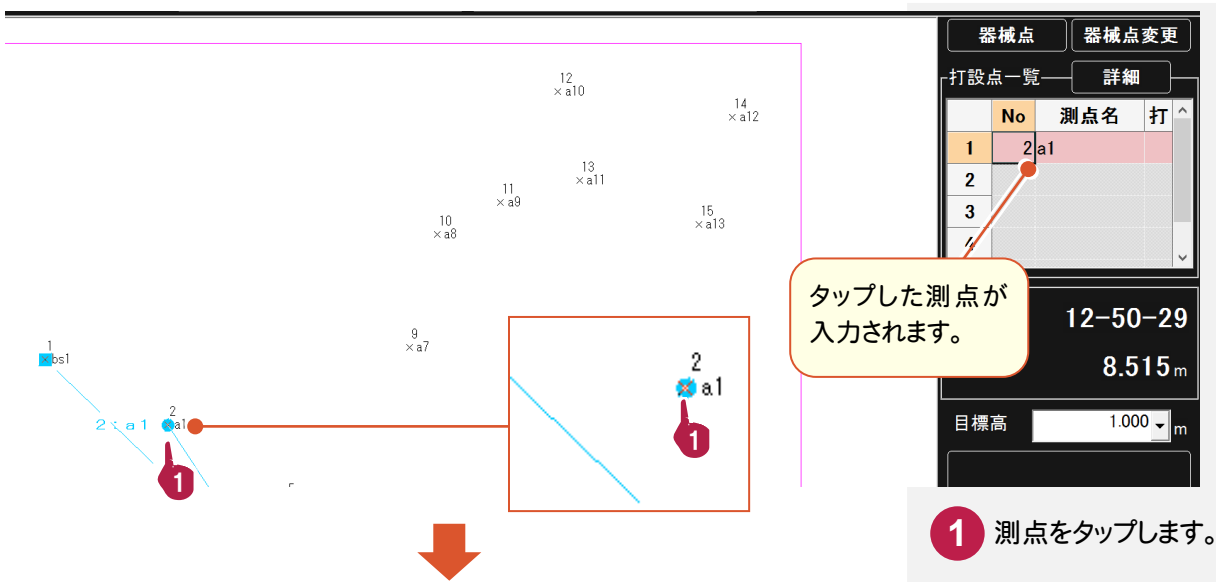 器械点
器械点変更
打設点一覧
詳細
No
測点名
打
1
2
a1
2
3
4
タップした測点が
入力されます。
12-50-29
8.515 m
目標高
1.000
m
12
×a10
14
×a12
13
×a11
11
×a9
15
×a13
10
×a8
9
×a7
1
bs1
2
2:a1
a1
1
2
a1
1
1 測点をタップします。